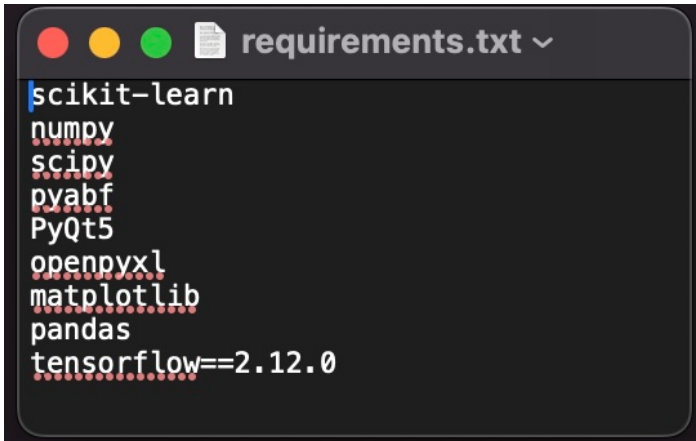 requirements.txt
scikit-learn
numpy
scipy
pyabf
PyQt5
openpyxl
matplotlib
pandas
tensorflow==2.12.0